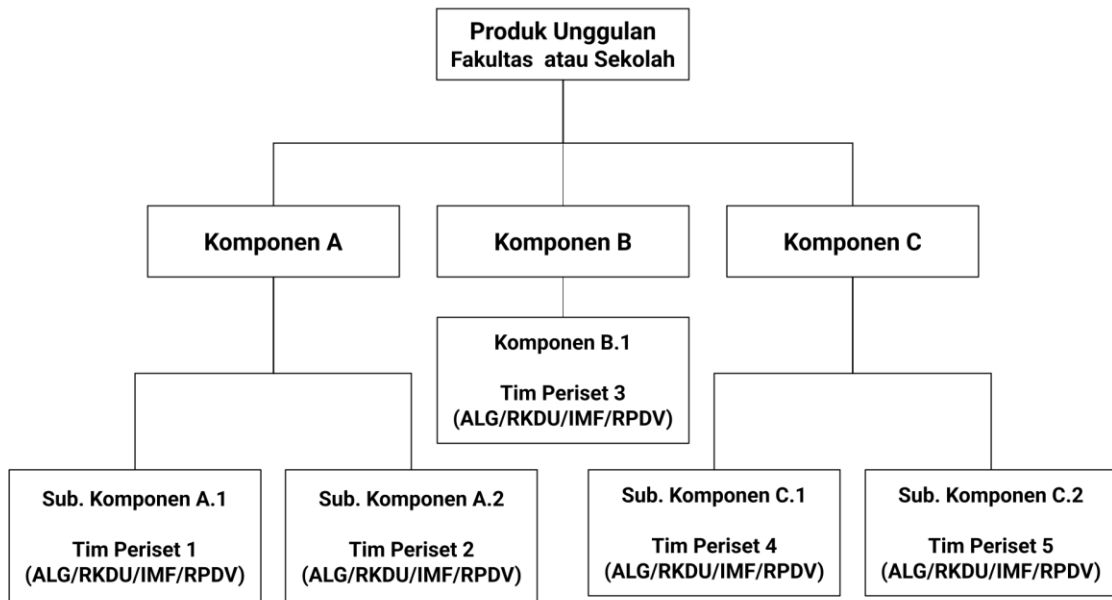 Produk Unggulan
Fakultas atau Sekolah
Komponen A
Komponen B
Komponen C
Komponen B.1
Tim Periset 3
(ALG/RKDU/IMF/RPDV)
Sub. Komponen A.1
Tim Periset 1
(ALG/RKDU/IMF/RPDV)
Sub. Komponen A.2
Tim Periset 2
(ALG/RKDU/IMF/RPDV)
Sub. Komponen C.1
Tim Periset 4
(ALG/RKDU/IMF/RPDV)
Sub. Komponen C.2
Tim Periset 5
(ALG/RKDU/IMF/RPDV)